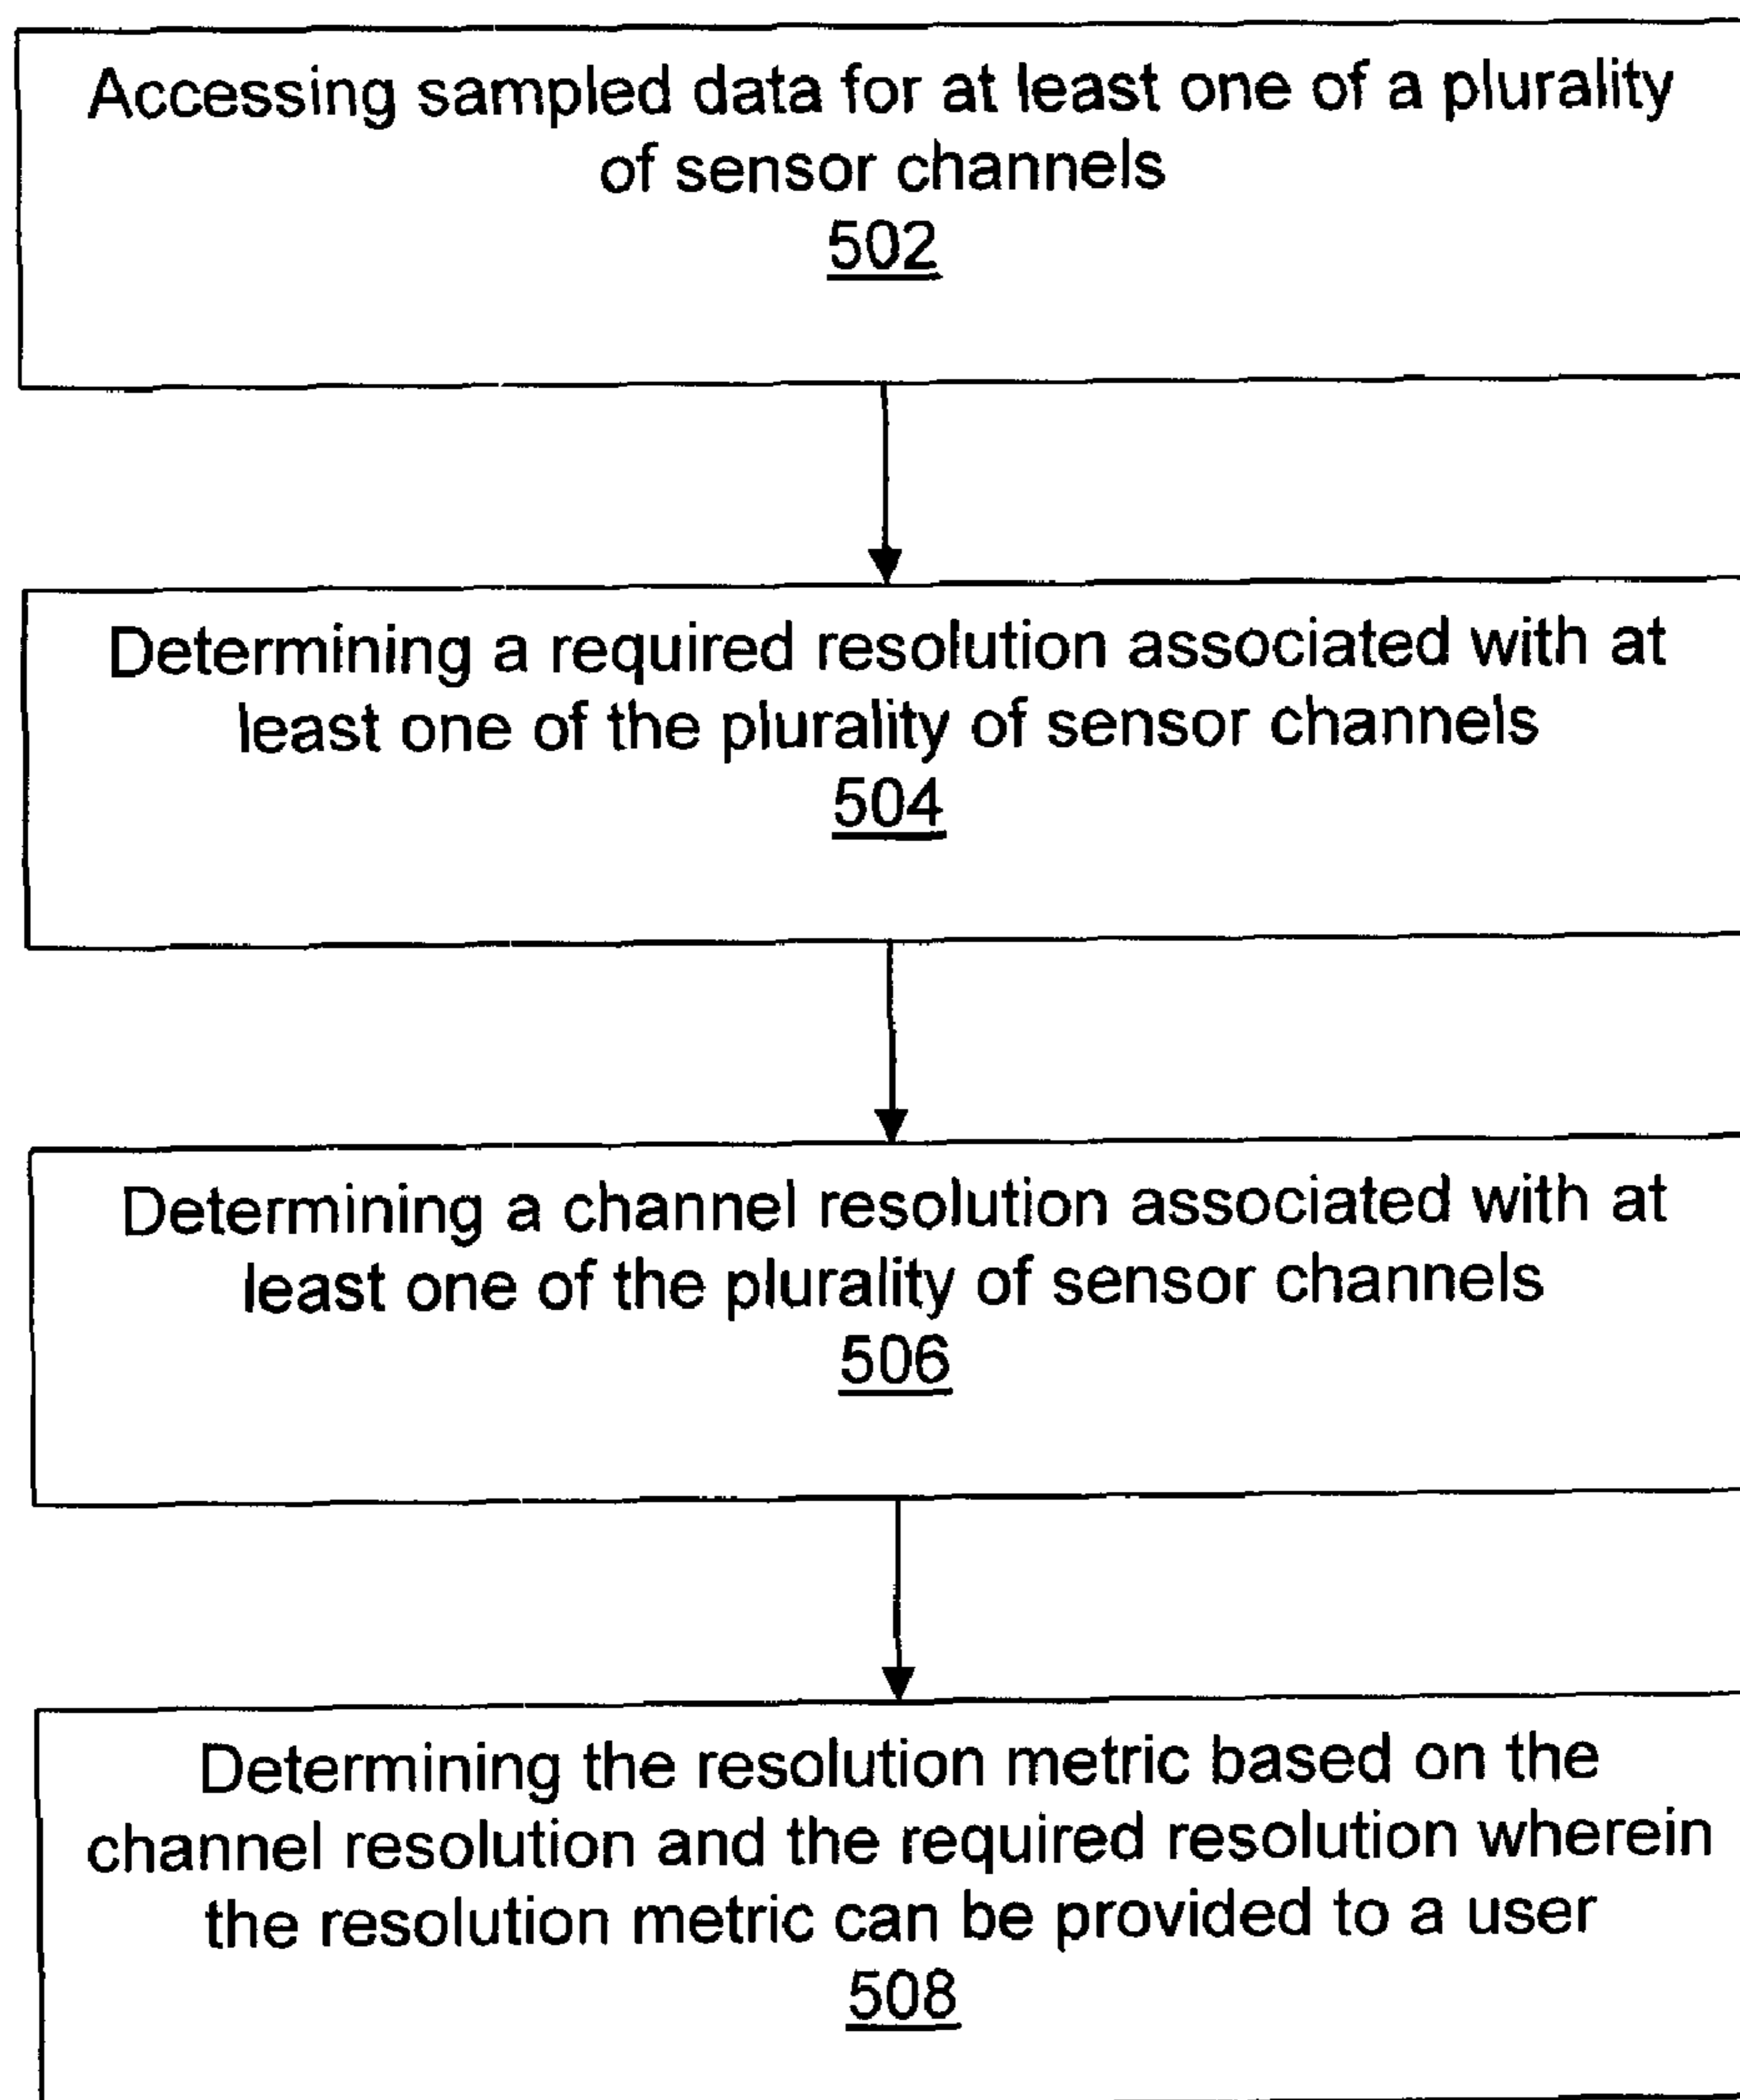 Accessing sampled data for at least one of a plurality
of sensor channels
502
Determining a required resolution associated with at
least one of the plurality of sensor channels
504
Determining a channel resolution associated with at
least one of the plurality of sensor channels
506
Determining the resolution metric based on the
channel resolution and the required resolution wherein
the resolution metric can be provided to a user
508